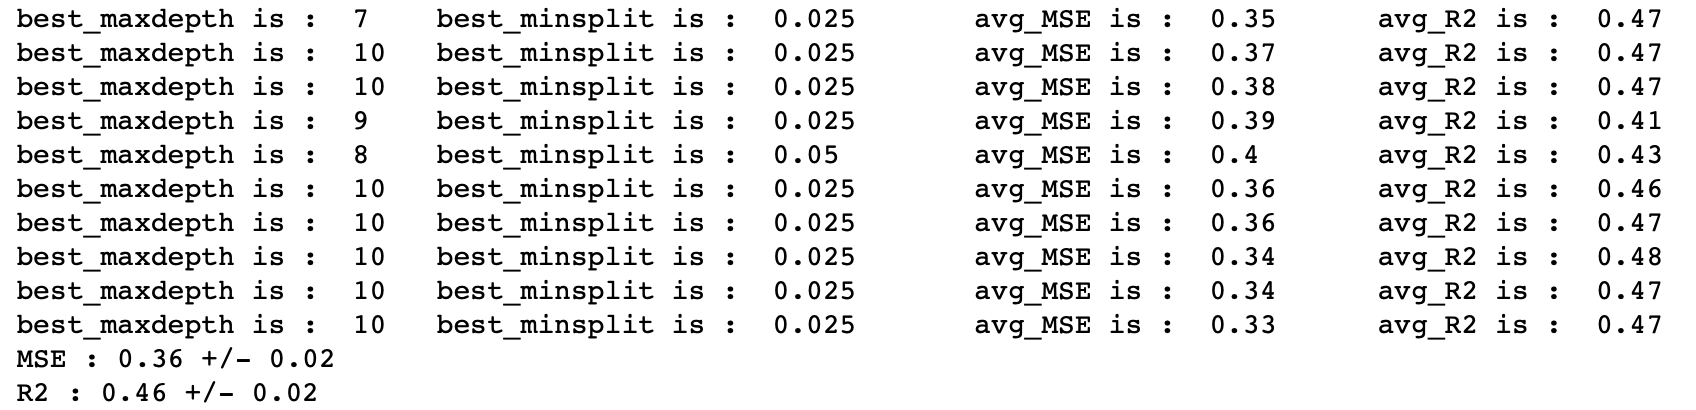 best_maxdepth is :  7   best_minsplit is :  0.025       avg_MSE is :  0.35      avg_R2 is :  0.47
best_maxdepth is :  10   best_minsplit is :  0.025       avg_MSE is :  0.37      avg_R2 is :  0.47
best_maxdepth is :  10   best_minsplit is :  0.025       avg_MSE is :  0.38      avg_R2 is :  0.47
best_maxdepth is :  9   best_minsplit is :  0.025       avg_MSE is :  0.39      avg_R2 is :  0.41
best_maxdepth is :  8   best_minsplit is :  0.05       avg_MSE is :  0.4      avg_R2 is :  0.43
best_maxdepth is :  10   best_minsplit is :  0.025       avg_MSE is :  0.36      avg_R2 is :  0.46
best_maxdepth is :  10   best_minsplit is :  0.025       avg_MSE is :  0.36      avg_R2 is :  0.47
best_maxdepth is :  10   best_minsplit is :  0.025       avg_MSE is :  0.34      avg_R2 is :  0.48
best_maxdepth is :  10   best_minsplit is :  0.025       avg_MSE is :  0.34      avg_R2 is :  0.47
best_maxdepth is :  10   best_minsplit is :  0.025       avg_MSE is :  0.33      avg_R2 is :  0.47
MSE : 0.36 +/- 0.02
R2 : 0.46 +/- 0.02